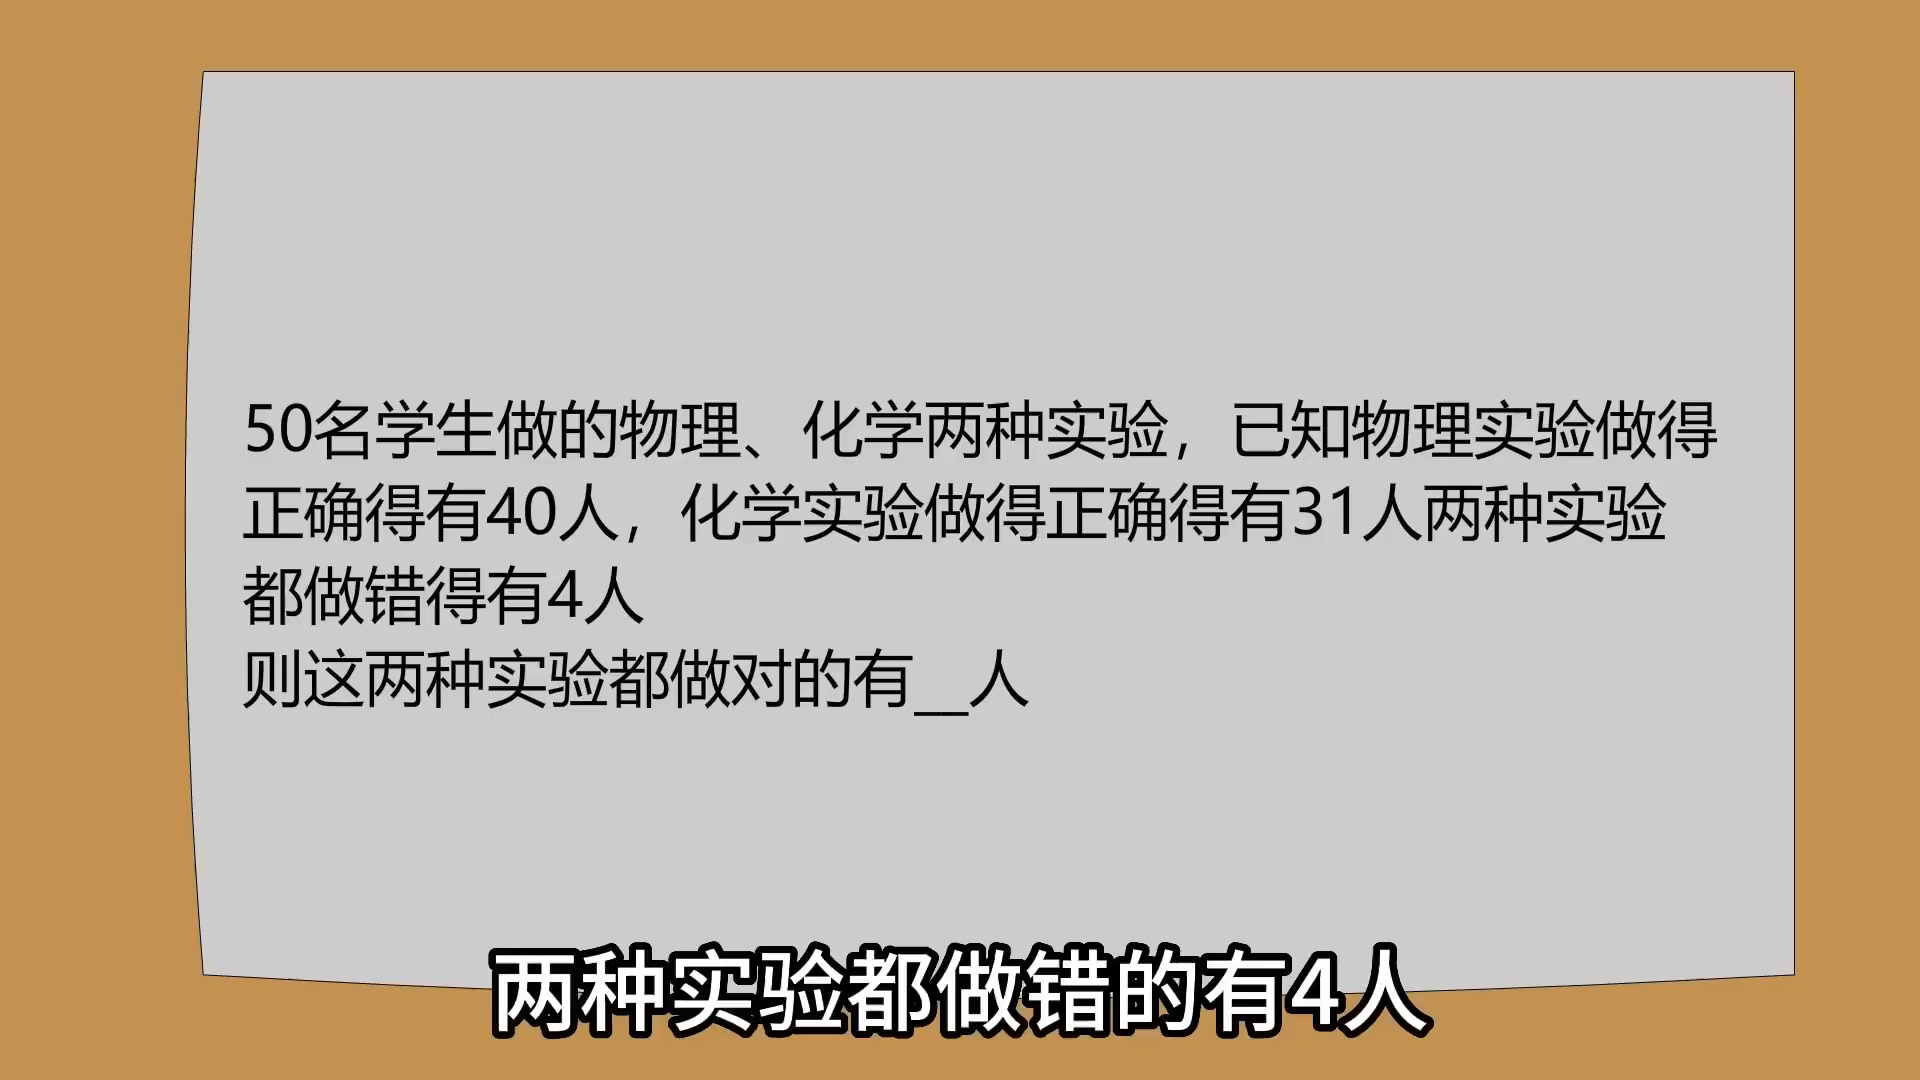 50名学生做的物理、化学两种实验，已知物理实验做得
正确得有40人，化学实验做得正确得有31人两种实验
都做错得有4人
则这两种实验都做对的有__人
两种实验都做错的有4人